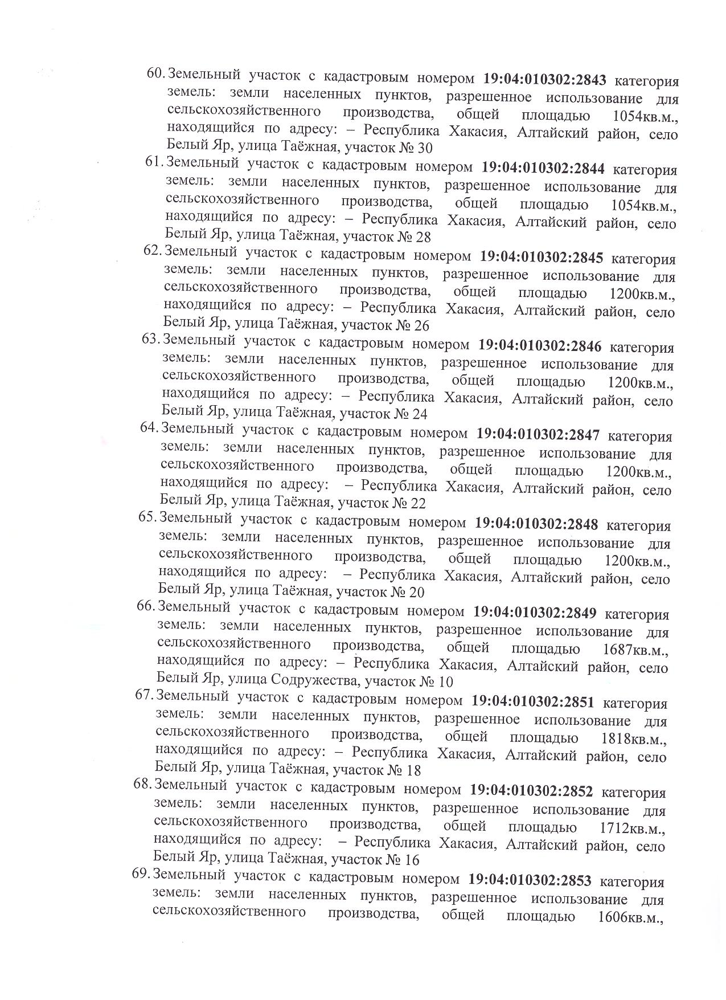 60. Земельный участок с кадастровым номером 19:04:010302:2843 категория
земель: земли населенных пунктов, разрешенное использование для
сельскохозяйственного производства, общей площадью 1054кв.м.,
находящийся по адресу: – Республика Хакасия, Алтайский район, село
Белый Яр, улица Таёжная, участок № 30
61. Земельный участок с кадастровым номером 19:04:010302:2844 категория
земель: земли населенных пунктов, разрешенное использование для
сельскохозяйственного производства, общей площадью 1054кв.м.,
находящийся по адресу: – Республика Хакасия, Алтайский район, село
Белый Яр, улица Таёжная, участок № 28
62. Земельный участок с кадастровым номером 19:04:010302:2845 категория
земель: земли населенных пунктов, разрешенное использование для
сельскохозяйственного производства, общей площадью 1200кв.м.,
находящийся по адресу: – Республика Хакасия, Алтайский район, село
Белый Яр, улица Таёжная, участок № 26
63. Земельный участок с кадастровым номером 19:04:010302:2846 категория
земель: земли населенных пунктов, разрешенное использование для
сельскохозяйственного производства, общей площадью 1200кв.м.,
находящийся по адресу: – Республика Хакасия, Алтайский район, село
Белый Яр, улица Таёжная, участок № 24
64. Земельный участок с кадастровым номером 19:04:010302:2847 категория
земель: земли населенных пунктов, разрешенное использование для
сельскохозяйственного производства, общей площадью 1200кв.м.,
находящийся по адресу: – Республика Хакасия, Алтайский район, село
Белый Яр, улица Таёжная, участок № 22
65. Земельный участок с кадастровым номером 19:04:010302:2848 категория
земель: земли населенных пунктов, разрешенное использование для
сельскохозяйственного производства, общей площадью 1200кв.м.,
находящийся по адресу: – Республика Хакасия, Алтайский район, село
Белый Яр, улица Таёжная, участок № 20
66. Земельный участок с кадастровым номером 19:04:010302:2849 категория
земель: земли населенных пунктов, разрешенное использование для
сельскохозяйственного производства, общей площадью 1687кв.м.,
находящийся по адресу: – Республика Хакасия, Алтайский район, село
Белый Яр, улица Содружества, участок № 10
67. Земельный участок с кадастровым номером 19:04:010302:2851 категория
земель: земли населенных пунктов, разрешенное использование для
сельскохозяйственного производства, общей площадью 1818кв.м.,
находящийся по адресу: – Республика Хакасия, Алтайский район, село
Белый Яр, улица Таёжная, участок № 18
68. Земельный участок с кадастровым номером 19:04:010302:2852 категория
земель: земли населенных пунктов, разрешенное использование для
сельскохозяйственного производства, общей площадью 1712кв.м.,
находящийся по адресу: – Республика Хакасия, Алтайский район, село
Белый Яр, улица Таёжная, участок № 16
69. Земельный участок с кадастровым номером 19:04:010302:2853 категория
земель: земли населенных пунктов, разрешенное использование для
сельскохозяйственного производства, общей площадью 1606кв.м.,